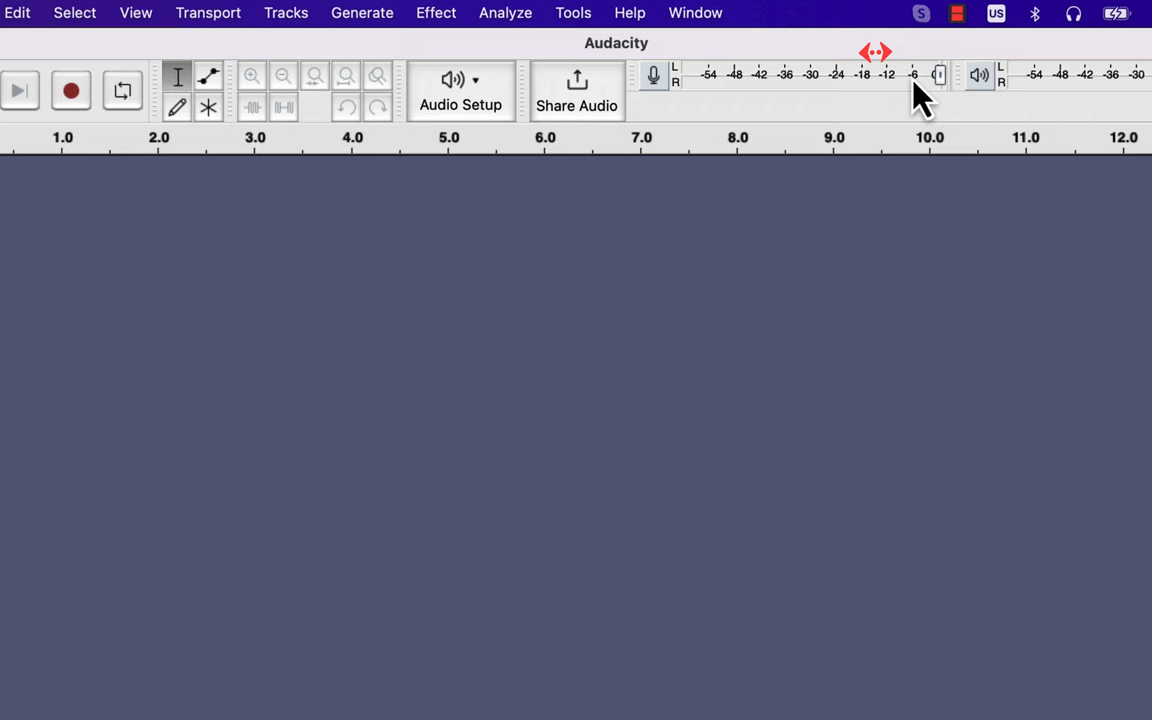 Edit Select View Transport Tracks Generate Effect Analyze Tools Help Window S US
Audacity
L -54 -48 -42 -36 -30 -24 -18 -12 -6 L -54 -48 -42 -36 -30
R R
Audio Setup Share Audio
1.0 2.0 3.0 4.0 5.0 6.0 7.0 8.0 9.0 10.0 11.0 12.0